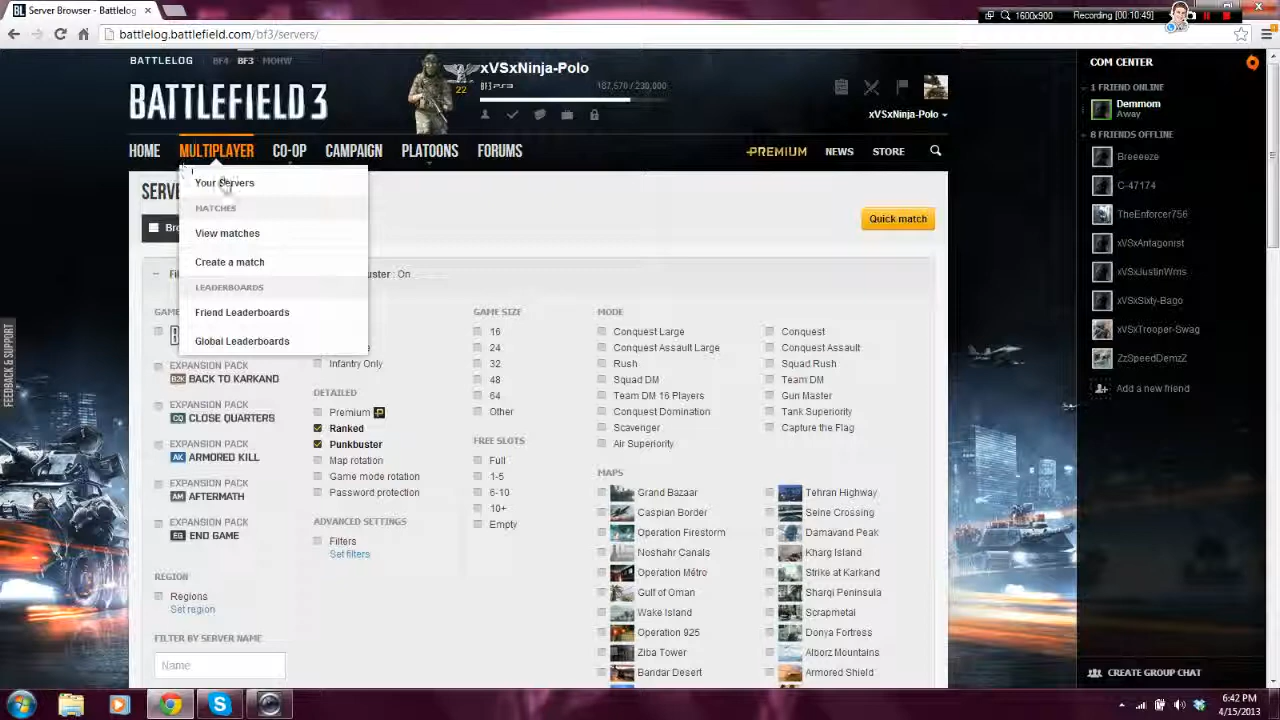 Server Browser - Battlelog
1600x900
Recording [00:10:49]
battlelog.battlefield.com/bf3/servers/
BATTLELOG BF4 BF3 MOHW
xVSxNinja-Polo
22
187,570 / 230,000
BATTLEFIELD 3
xVSxNinja-Polo
HOME MULTIPLAYER CO-OP CAMPAIGN PLATOONS FORUMS
PREMIUM NEWS STORE
SERVE
Your Servers
MATCHES
View matches
Create a match
LEADERBOARDS
Friend Leaderboards
Global Leaderboards
Quick match
buster : On
Infantry Only
EXPANSION PACK
B2K BACK TO KARKAND
EXPANSION PACK
CQ CLOSE QUARTERS
EXPANSION PACK
AK ARMORED KILL
EXPANSION PACK
AM AFTERMATH
EXPANSION PACK
EG END GAME
REGION
Regions
Set region
FILTER BY SERVER NAME
Name
DETAILED
Premium
Ranked
Punkbuster
Map rotation
Game mode rotation
Password protection
ADVANCED SETTINGS
Filters
Set filters
GAME SIZE
16
24
32
48
64
Other
FREE SLOTS
Full
1-5
6-10
10+
Empty
MODE
Conquest Large
Conquest
Conquest Assault Large
Conquest Assault
Rush
Squad Rush
Squad DM
Team DM
Team DM 16 Players
Gun Master
Conquest Domination
Tank Superiority
Scavenger
Capture the Flag
Air Superiority
MAPS
Grand Bazaar
Tehran Highway
Caspian Border
Seine Crossing
Operation Firestorm
Damavand Peak
Noshahr Canals
Kharg Island
Operation Métro
Strike at Karkand
Gulf of Oman
Sharqi Peninsula
Wake Island
Scrapmetal
Operation 925
Donya Fortress
Ziba Tower
Alborz Mountains
Bandar Desert
Armored Shield
FEEDBACK & SUPPORT
COM CENTER
1 FRIEND ONLINE
Demmom
Away
8 FRIENDS OFFLINE
Breeeeze
C-47174
TheEnforcer756
xVSxAntagonist
xVSxJustinWms
xVSxSixty-Bago
xVSxTrooper-Swag
ZzSpeedDemzZ
Add a new friend
CREATE GROUP CHAT
6:42 PM
4/15/2013